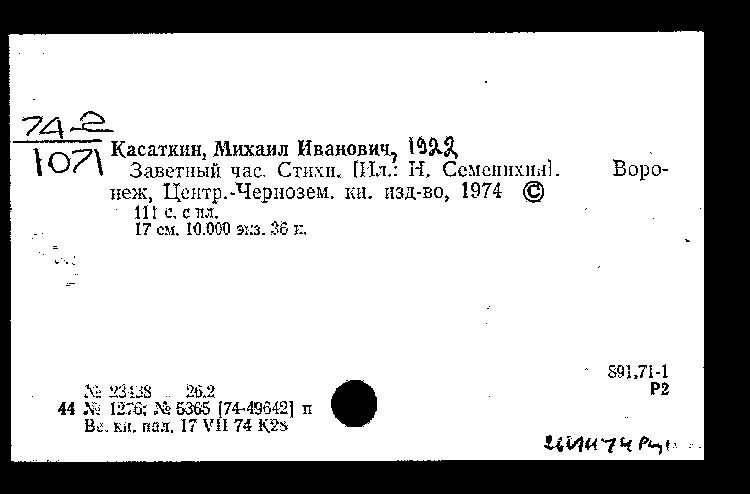 74-2
1071
Касаткин, Михаил Иванович, 1922
Заветный час. Стихи. [Ил.: Н. Семенихин]. Воро-
неж, Центр.-Чернозем. кн. изд-во, 1974 ©
111 с. с ил.
17 см. 10.000 экз. 36 к.
891.71-1
Р2
№ 23438 26.2
44 № 1276; № 5365 [74-49642] п
Вс. кн. пал. 17 VII 74 К28